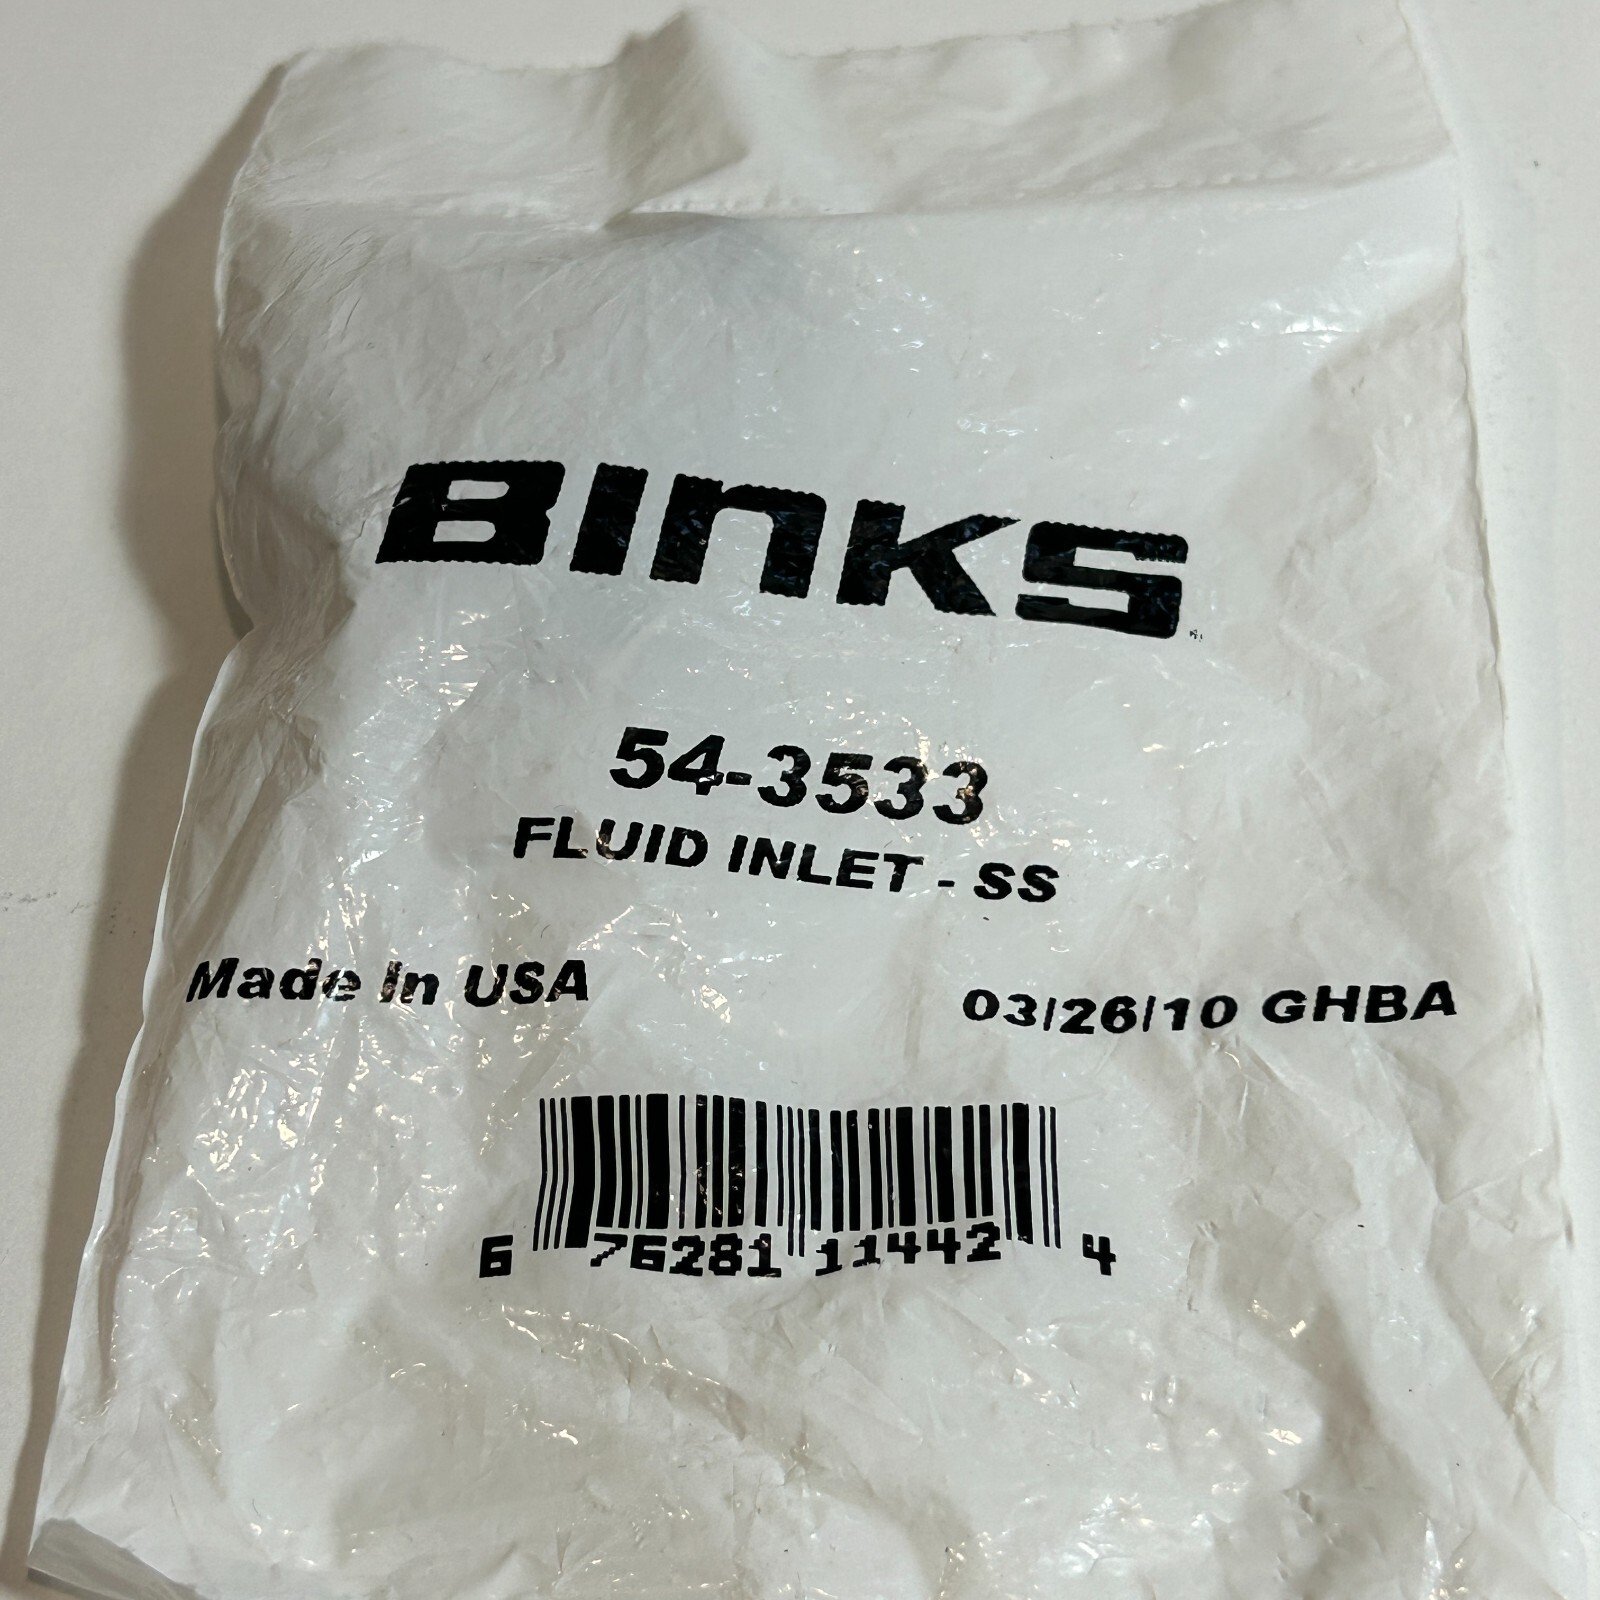 BINKS
54-3533
FLUID INLET - SS
Made In USA
03/26/10 GHBA
6 76281 11442 4